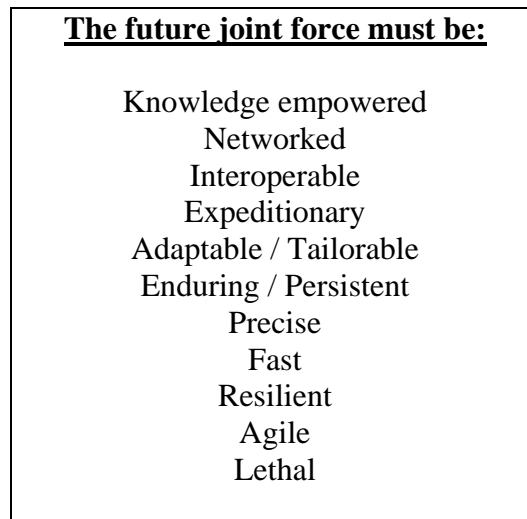 The future joint force must be:
Knowledge empowered
Networked
Interoperable
Expeditionary
Adaptable / Tailorable
Enduring / Persistent
Precise
Fast
Resilient
Agile
Lethal